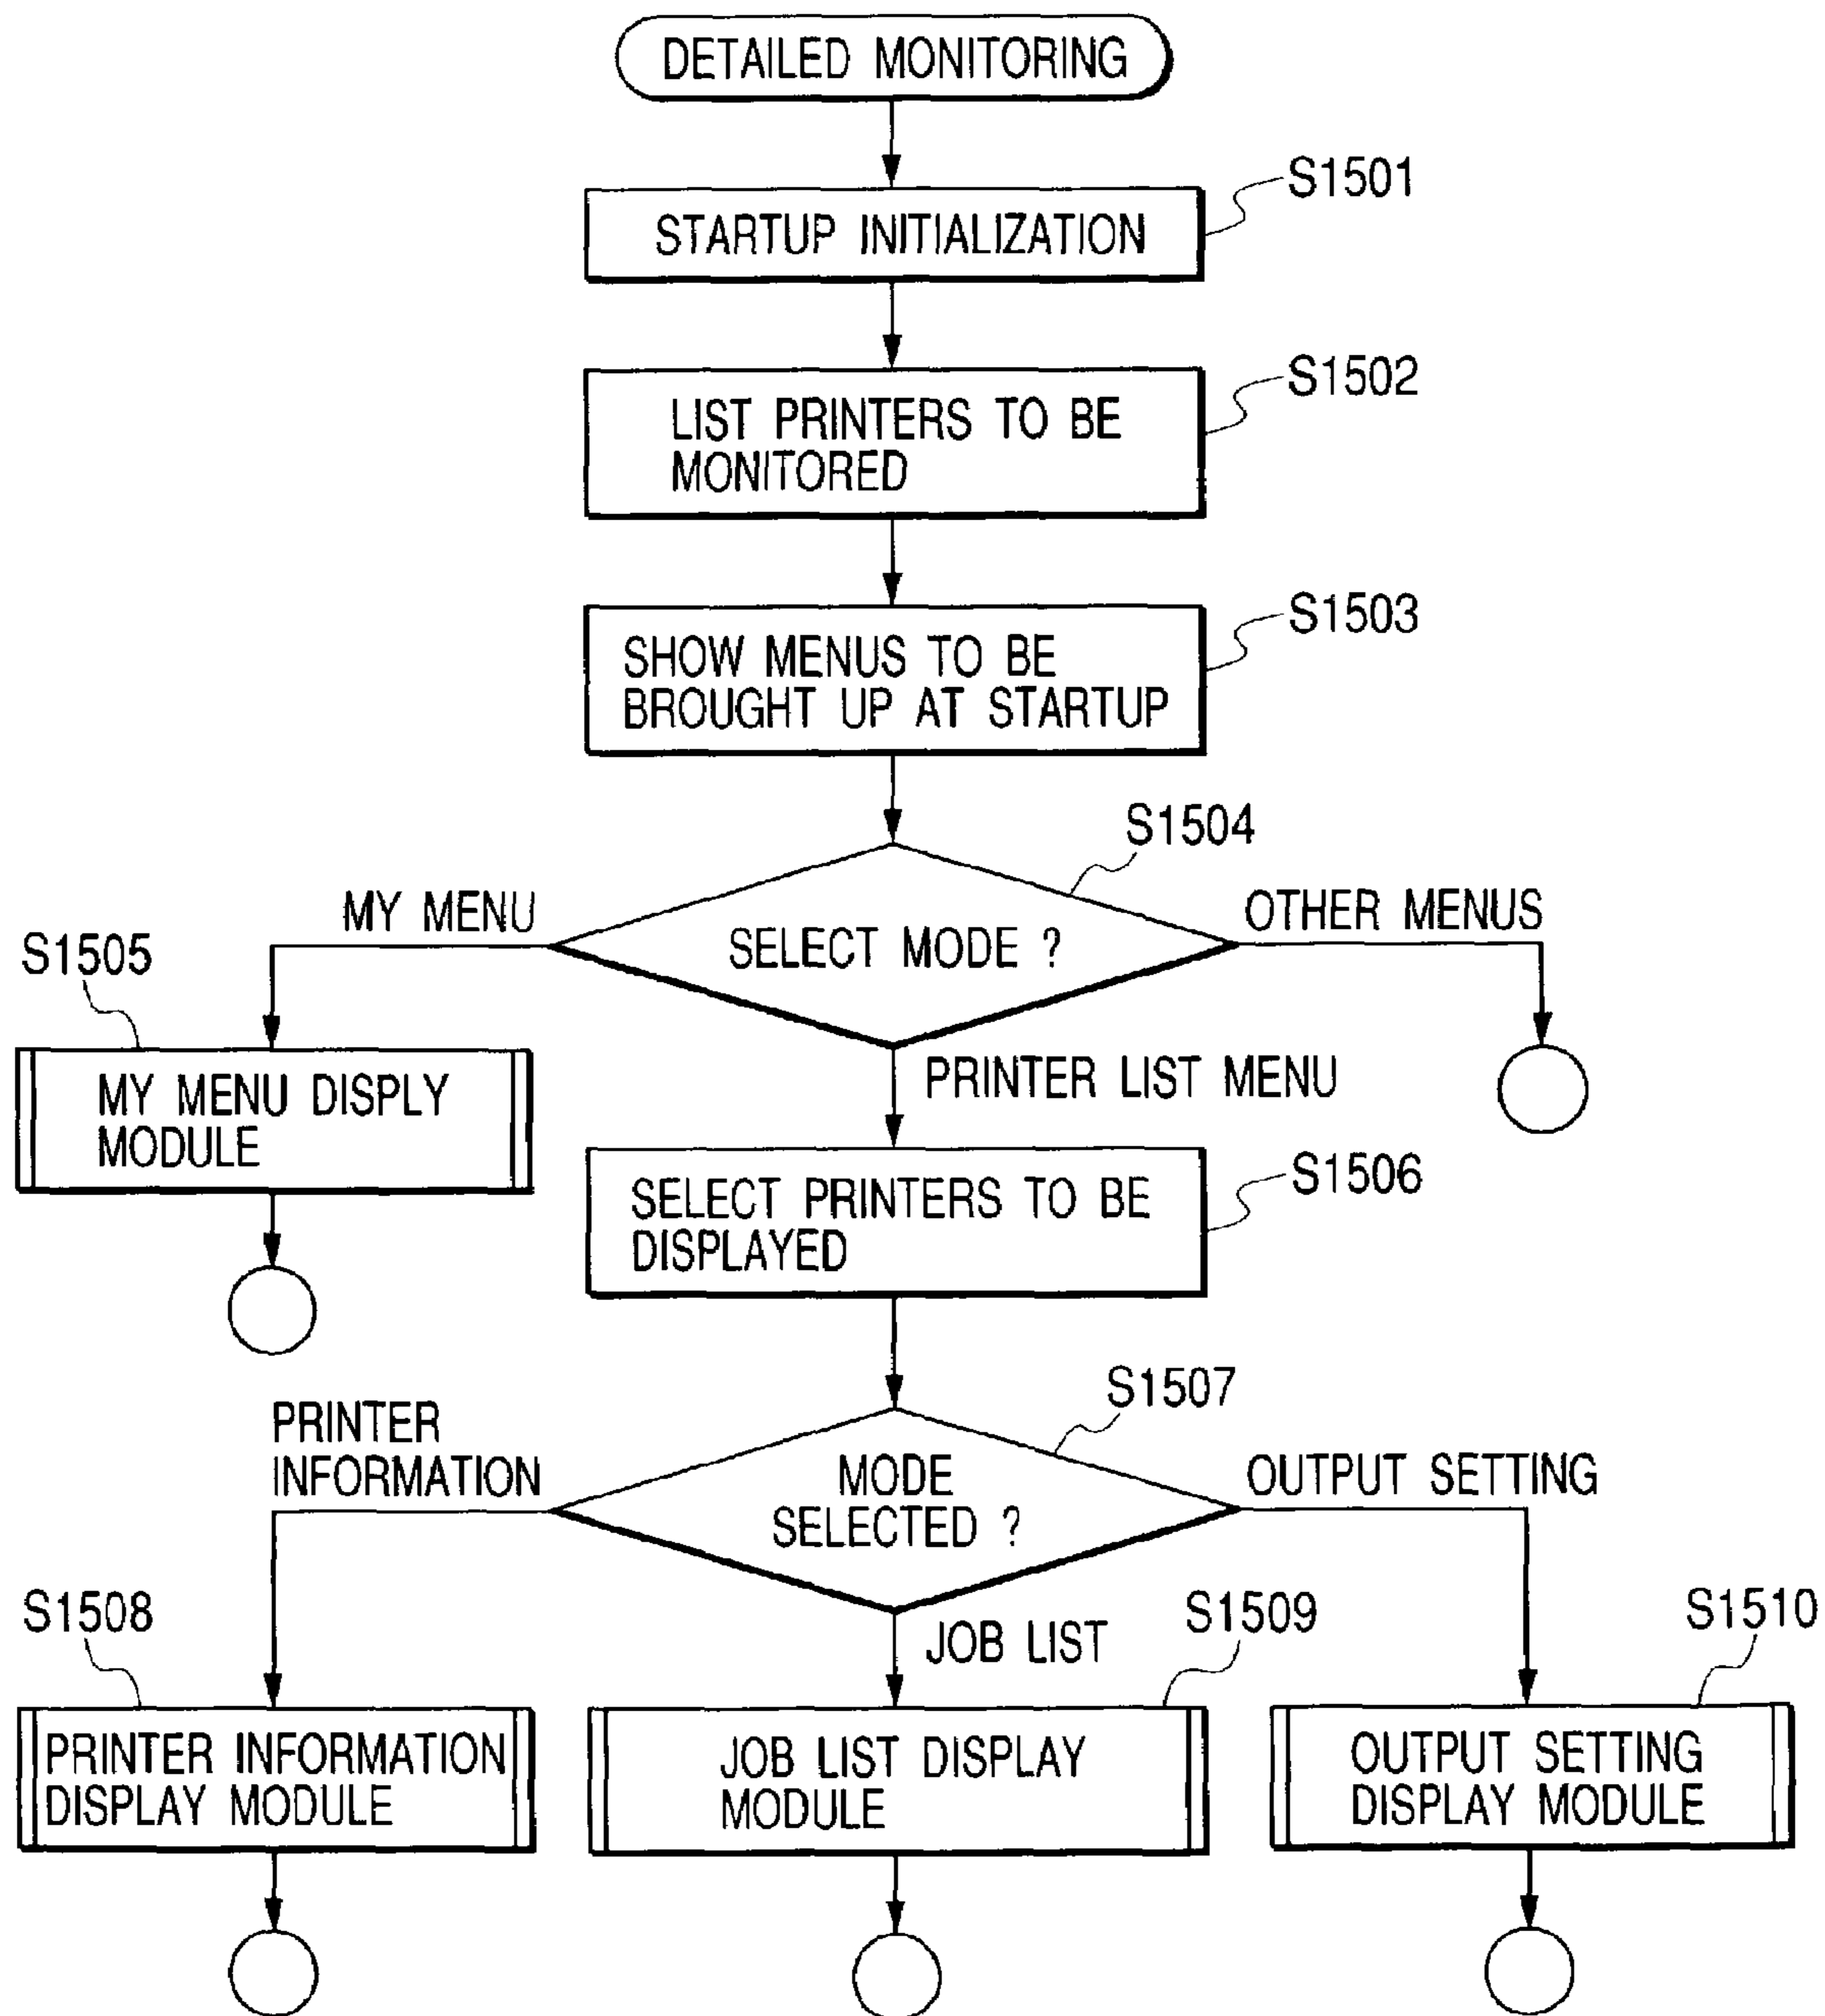 DETAILED MONITORING
S1501
STARTUP INITIALIZATION
S1502
LIST PRINTERS TO BE
MONITORED
S1503
SHOW MENUS TO BE
BROUGHT UP AT STARTUP
S1504
MY MENU
OTHER MENUS
SELECT MODE ?
S1505
PRINTER LIST MENU
MY MENU DISPLY
MODULE
S1506
SELECT PRINTERS TO BE
DISPLAYED
S1507
PRINTER
INFORMATION
MODE
SELECTED ?
OUTPUT SETTING
S1508
JOB LIST
S1509
S1510
PRINTER INFORMATION
DISPLAY MODULE
JOB LIST DISPLAY
MODULE
OUTPUT SETTING
DISPLAY MODULE